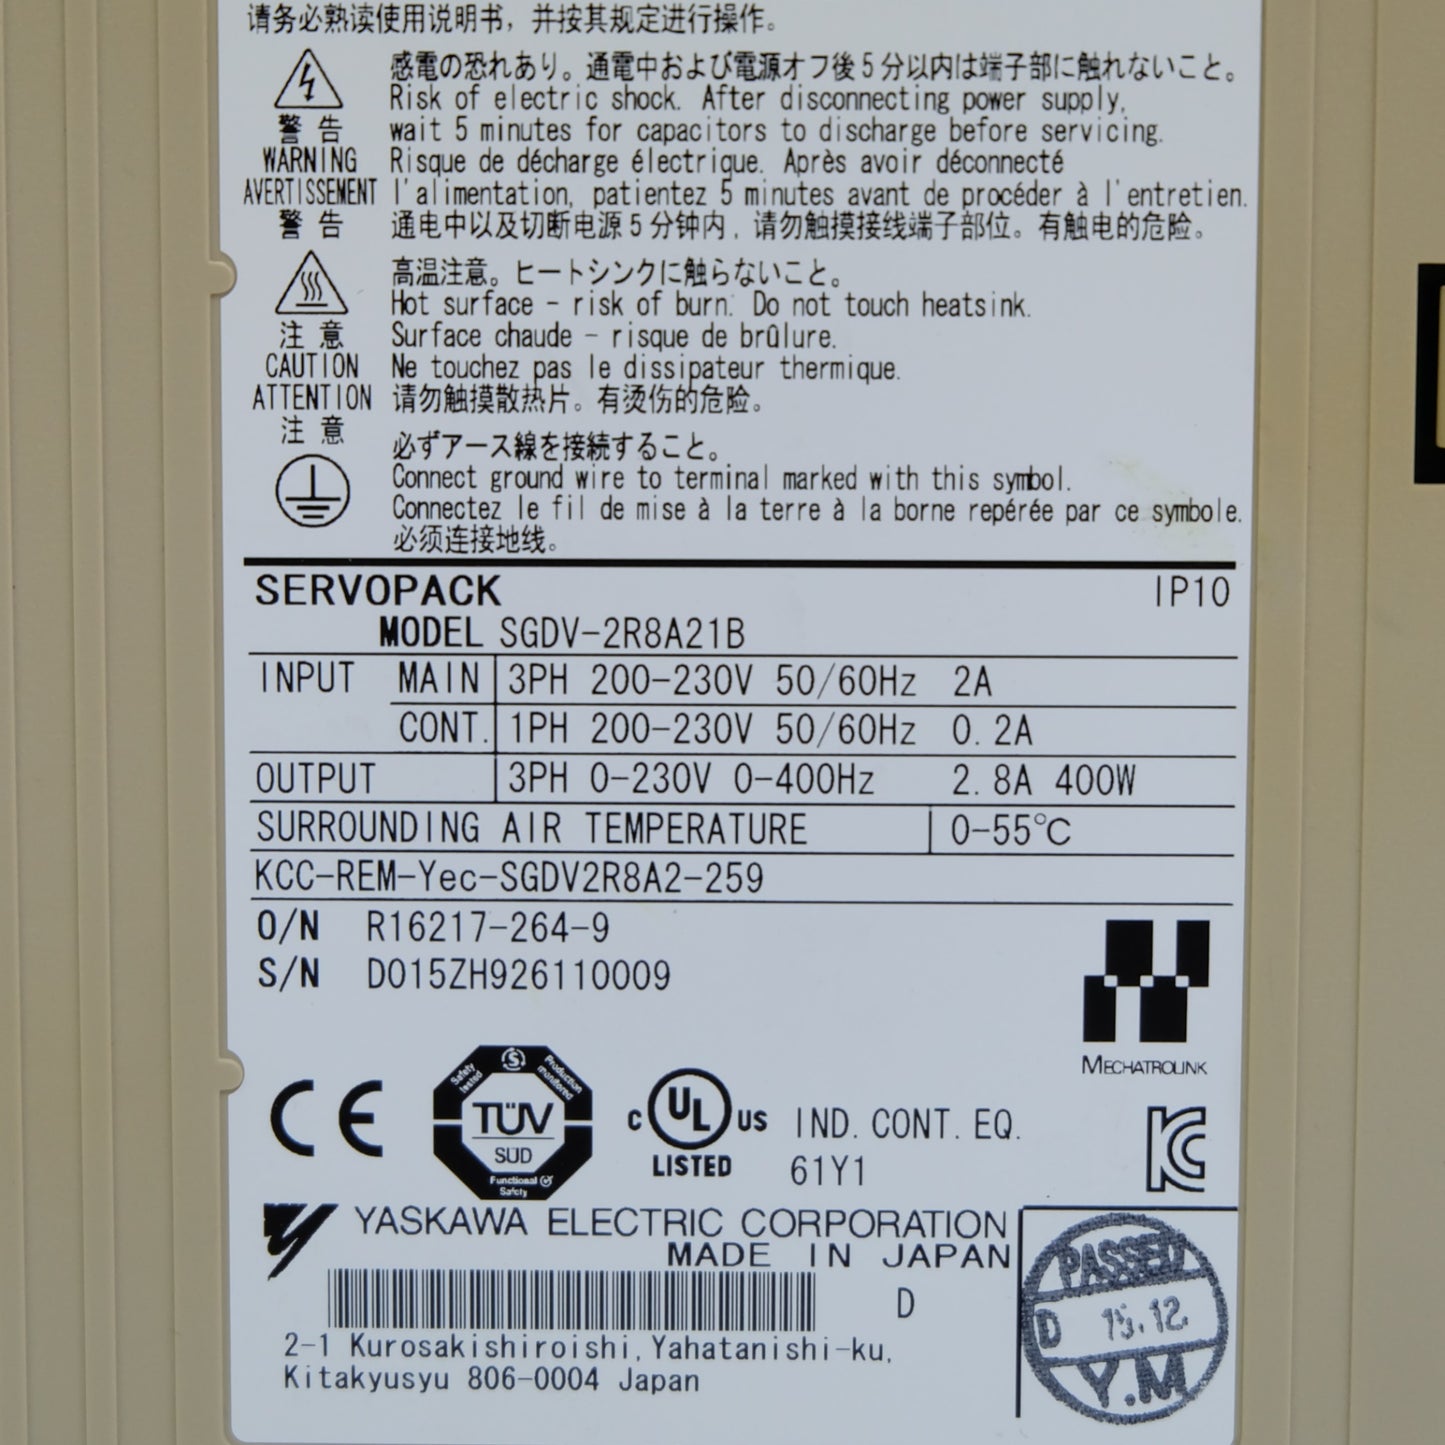 请务必熟读使用说明书，并按其规定进行操作。
警 告
WARNING
AVERTISSEMENT
警 告
感電の恐れあり。通電中および電源オフ後5分以内は端子部に触れないこと。
Risk of electric shock. After disconnecting power supply,
wait 5 minutes for capacitors to discharge before servicing.
Risque de décharge électrique. Après avoir déconnecté
l'alimentation, patientez 5 minutes avant de procéder à l'entretien.
通电中以及切断电源5分钟内，请勿触摸接线端子部位。有触电的危险。
注 意
CAUTION
ATTENTION
注 意
高温注意。ヒートシンクに触らないこと。
Hot surface - risk of burn. Do not touch heatsink.
Surface chaude - risque de brûlure.
Ne touchez pas le dissipateur thermique.
请勿触摸散热片。有烫伤的危险。
必ずアース線を接続すること。
Connect ground wire to terminal marked with this symbol.
Connectez le fil de mise à la terre à la borne repérée par ce symbole.
必须连接地线。
SERVOPACK IP10
MODEL SGDV-2R8A21B
INPUT MAIN 3PH 200-230V 50/60Hz 2A
CONT. 1PH 200-230V 50/60Hz 0.2A
OUTPUT 3PH 0-230V 0-400Hz 2.8A 400W
SURROUNDING AIR TEMPERATURE 0-55℃
KCC-REM-Yec-SGDV2R8A2-259
O/N R16217-264-9
S/N D015ZH926110009
MECHATROLINK
CE
Safety tested
Production monitored
TÜV
SÜD
Functional Safety
C UL US
LISTED
IND. CONT. EQ.
61Y1
KC
YASKAWA ELECTRIC CORPORATION
MADE IN JAPAN
D
2-1 Kurosakishiroishi, Yahatanishi-ku,
Kitakyusyu 806-0004 Japan
PASSED
D 15.12
Y.M